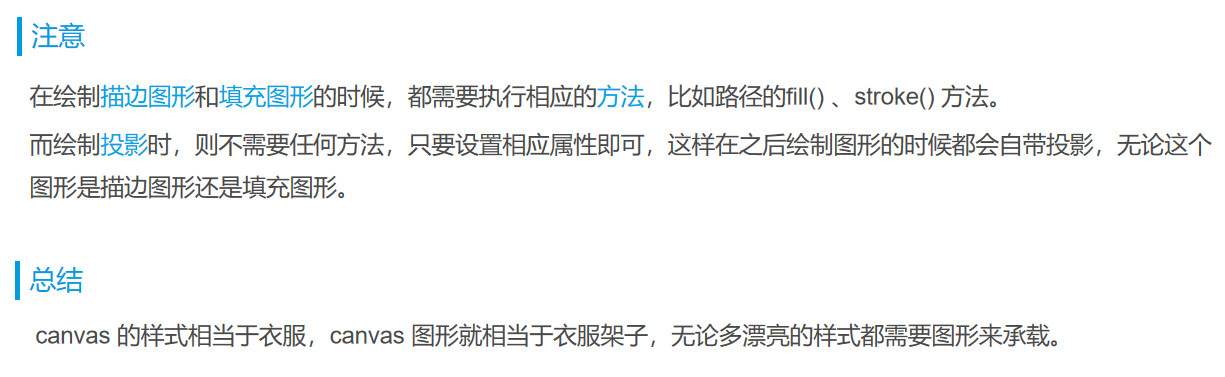 注意
在绘制描边图形和填充图形的时候，都需要执行相应的方法，比如路径的fill() 、stroke() 方法。
而绘制投影时，则不需要任何方法，只要设置相应属性即可，这样在之后绘制图形的时候都会自带投影，无论这个
图形是描边图形还是填充图形。
总结
canvas 的样式相当于衣服，canvas 图形就相当于衣服架子，无论多漂亮的样式都需要图形来承载。